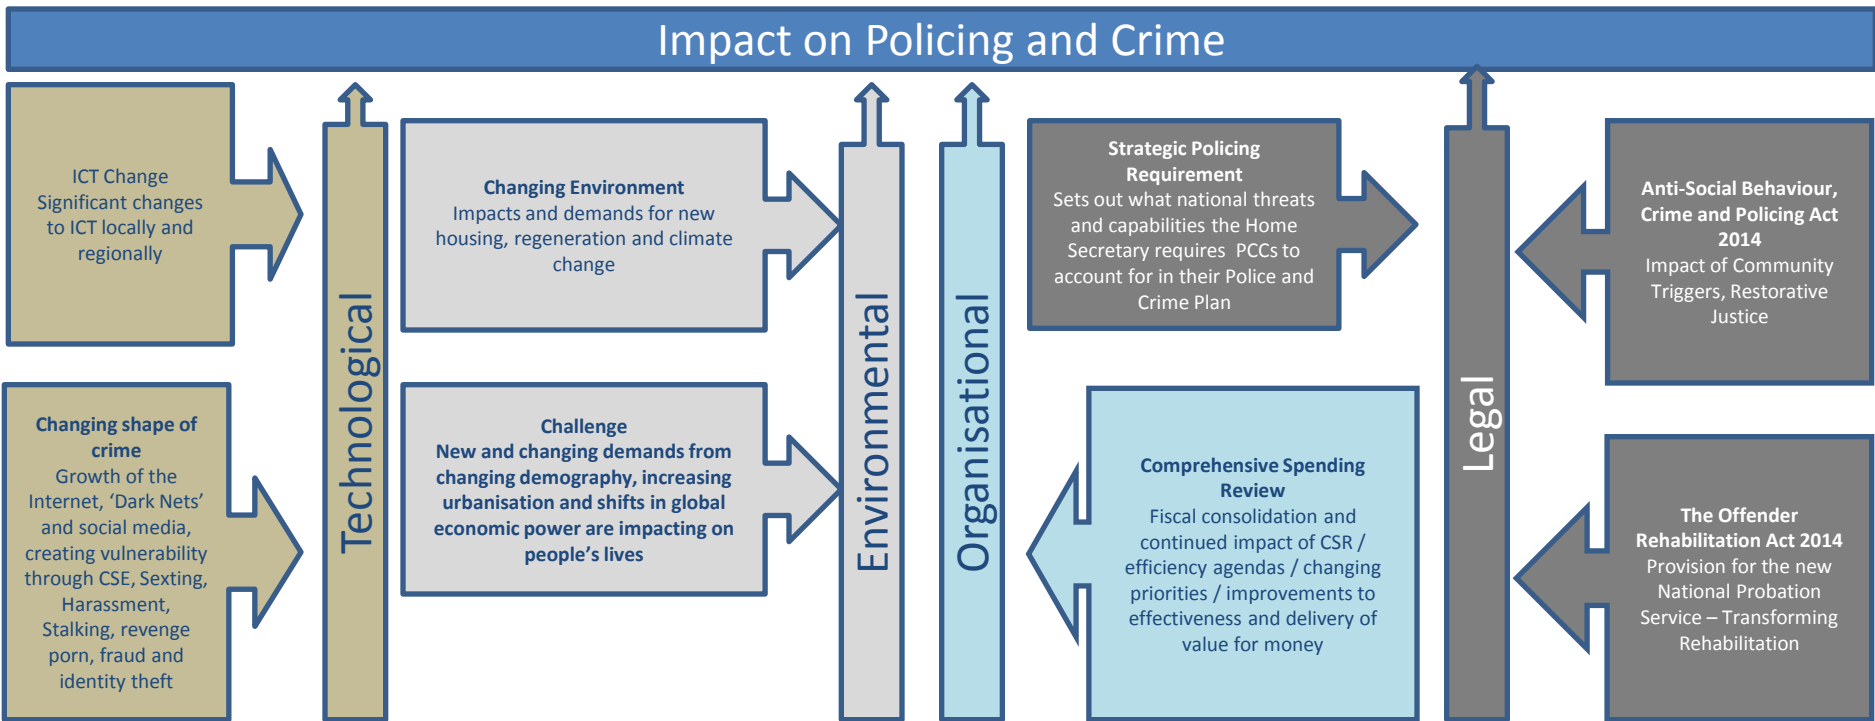 Impact on Policing and Crime
ICT Change
Significant changes
to ICT locally and
regionally
Changing shape of
crime
Growth of the
Internet, ‘Dark Nets’
and social media,
creating vulnerability
through CSE, Sexting,
Harassment,
Stalking, revenge
porn, fraud and
identity theft
Technological
Changing Environment
Impacts and demands for new
housing, regeneration and climate
change
Challenge
New and changing demands from
changing demography, increasing
urbanisation and shifts in global
economic power are impacting on
people’s lives
Environmental
Organisational
Strategic Policing
Requirement
Sets out what national threats
and capabilities the Home
Secretary requires PCCs to
account for in their Police and
Crime Plan
Comprehensive Spending
Review
Fiscal consolidation and
continued impact of CSR /
efficiency agendas / changing
priorities / improvements to
effectiveness and delivery of
value for money
Legal
Anti-Social Behaviour,
Crime and Policing Act
2014
Impact of Community
Triggers, Restorative
Justice
The Offender
Rehabilitation Act 2014
Provision for the new
National Probation
Service – Transforming
Rehabilitation